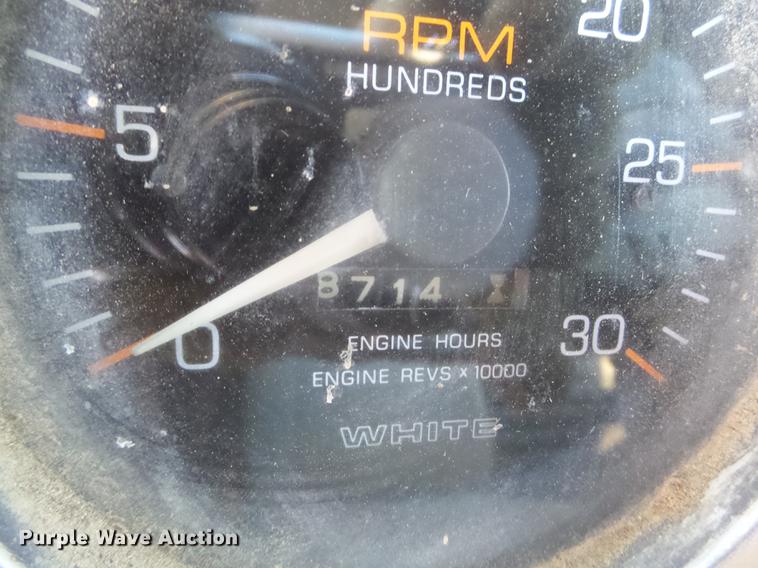 RPM
HUNDREDS
20
5
25
8714
0
30
ENGINE HOURS
ENGINE REVS x 10000
WHITE
Purple Wave Auction